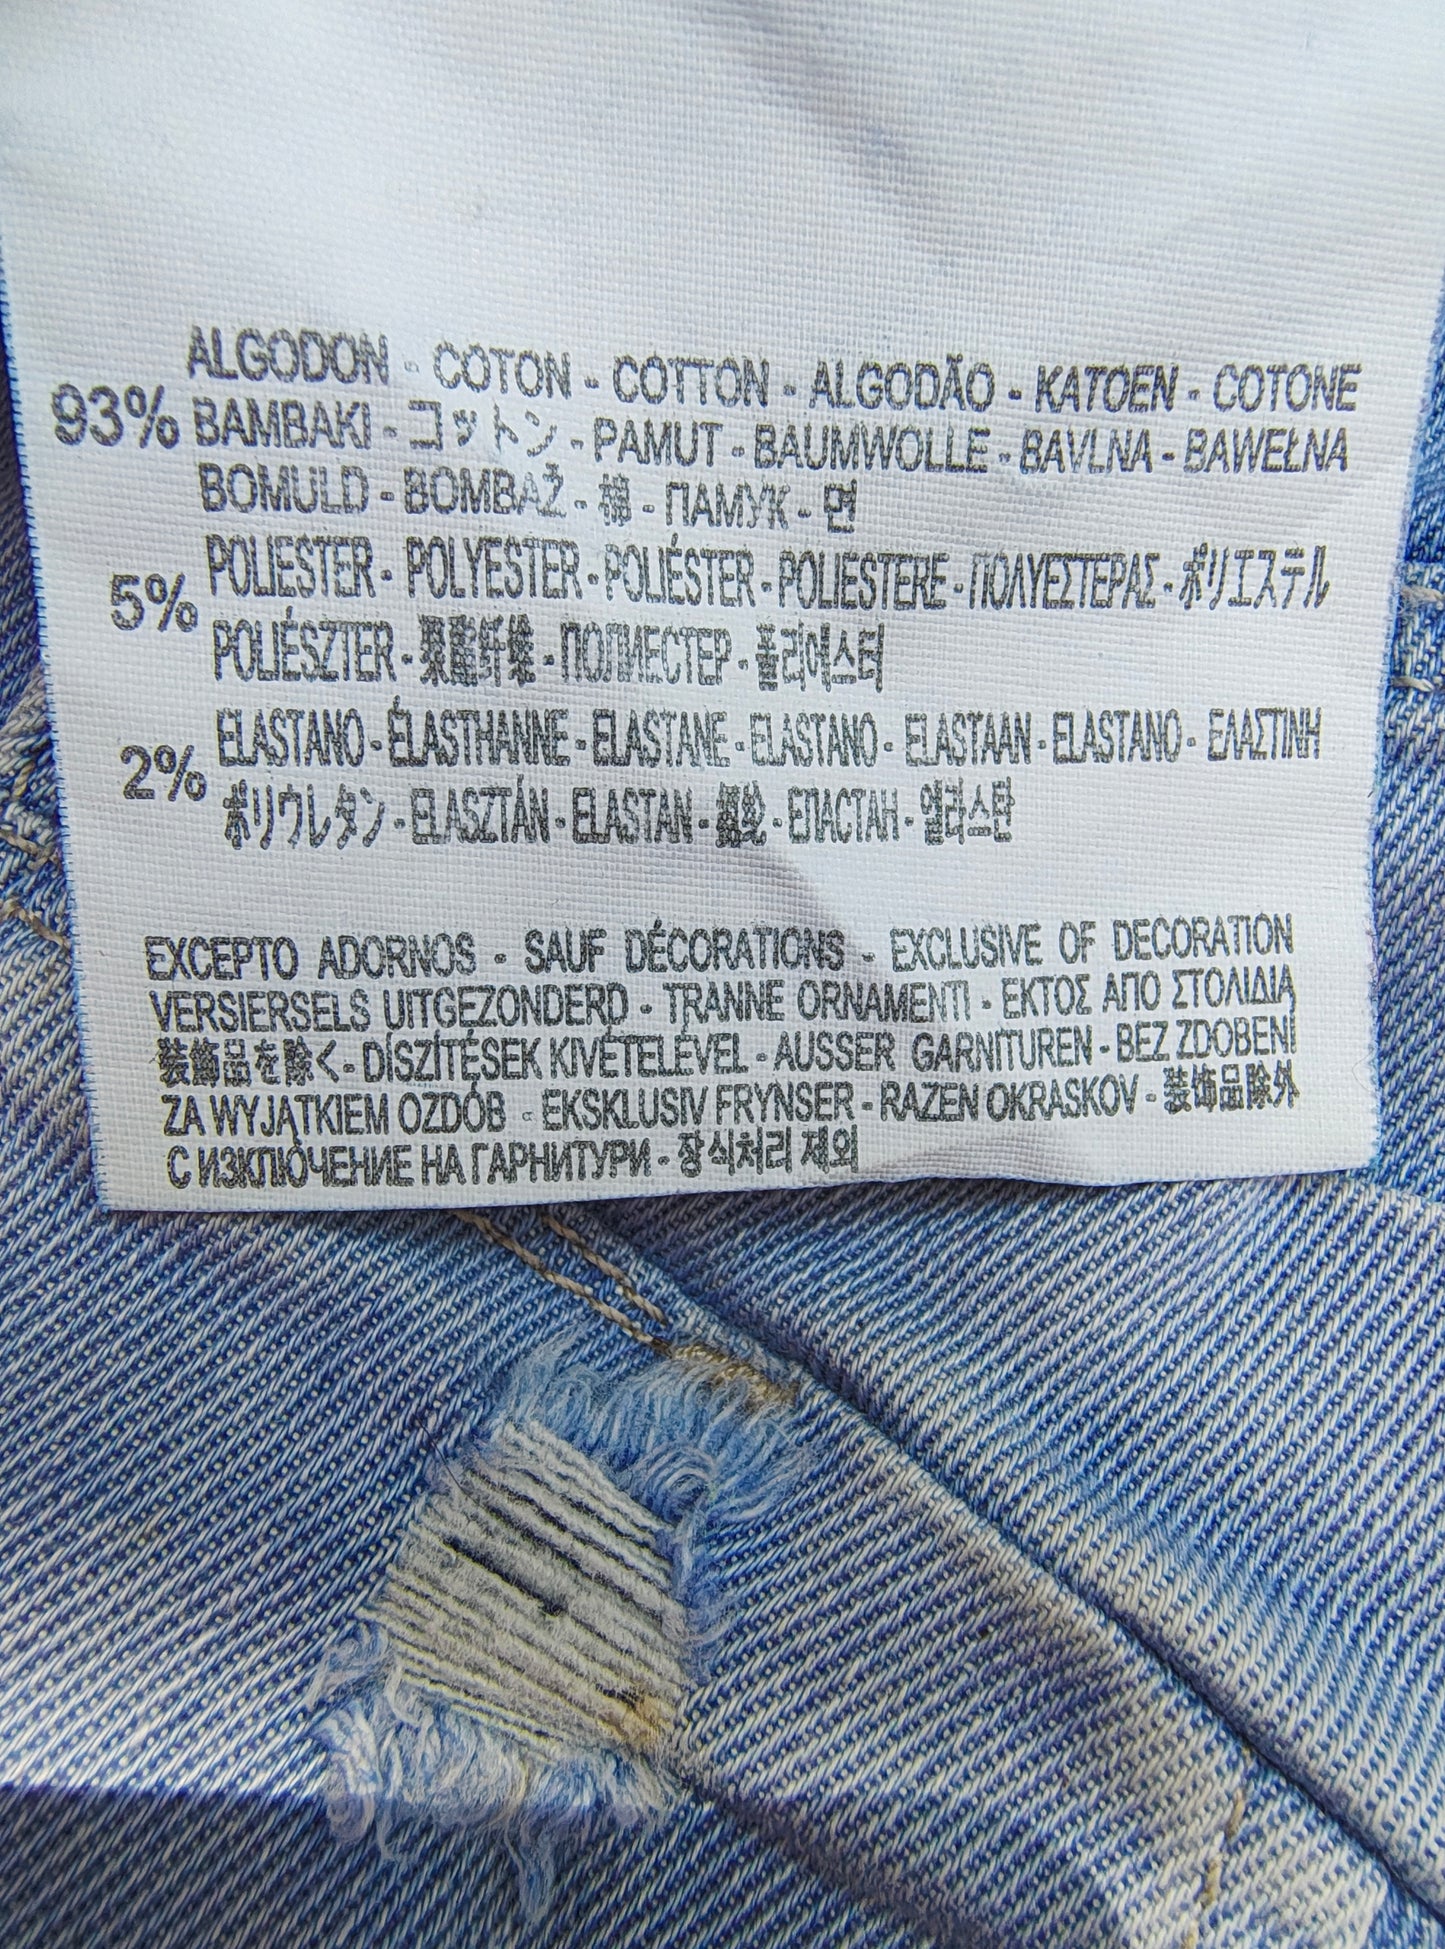 ALGODON - COTON - COTTON - ALGODÃO - KATOEN - COTONE
93% BAMBAKI - コットン - PAMUT - BAUMWOLLE - BAVLNA - BAWEŁNA
BOMULD - BOMBAŽ - 棉 - ПАМУК - 면
POLIESTER - POLYESTER - POLIÉSTER - POLIESTERE - ΠΟΛΥΕΣΤΕΡΑΣ - ポリエステル
5%
POLIÉSZTER - 聚酯纤维 - ПОЛИЕСТЕР - 폴리에스터
ELASTANO - ÉLASTHANNE - ELASTANE - ELASTANO - ELASTAAN - ELASTANO - ΕΛΑΣΤΙΝΗ
2%
ポリウレタン - ELASZTÁN - ELASTAN - 氨纶 - ЕПАСТАН - 엘라스탄
EXCEPTO ADORNOS - SAUF DÉCORATIONS - EXCLUSIVE OF DECORATION
VERSIERSELS UITGEZONDERD - TRANNE ORNAMENTI - ΕΚΤΟΣ ΑΠΟ ΣΤΟΛΙΔΙΑ
装飾品を除く - DÍSZÍTÉSEK KIVÉTELÉVEL - AUSSER GARNITUREN - BEZ ZDOBENÍ
ZA WYJĄTKIEM OZDÓB - EKSKLUSIV FRYNSER - RAZEN OKRASKOV - 装饰品除外
С ИЗКПЮЧЕНИЕ НА ГАРНИТУРИ - 장식처리 제외